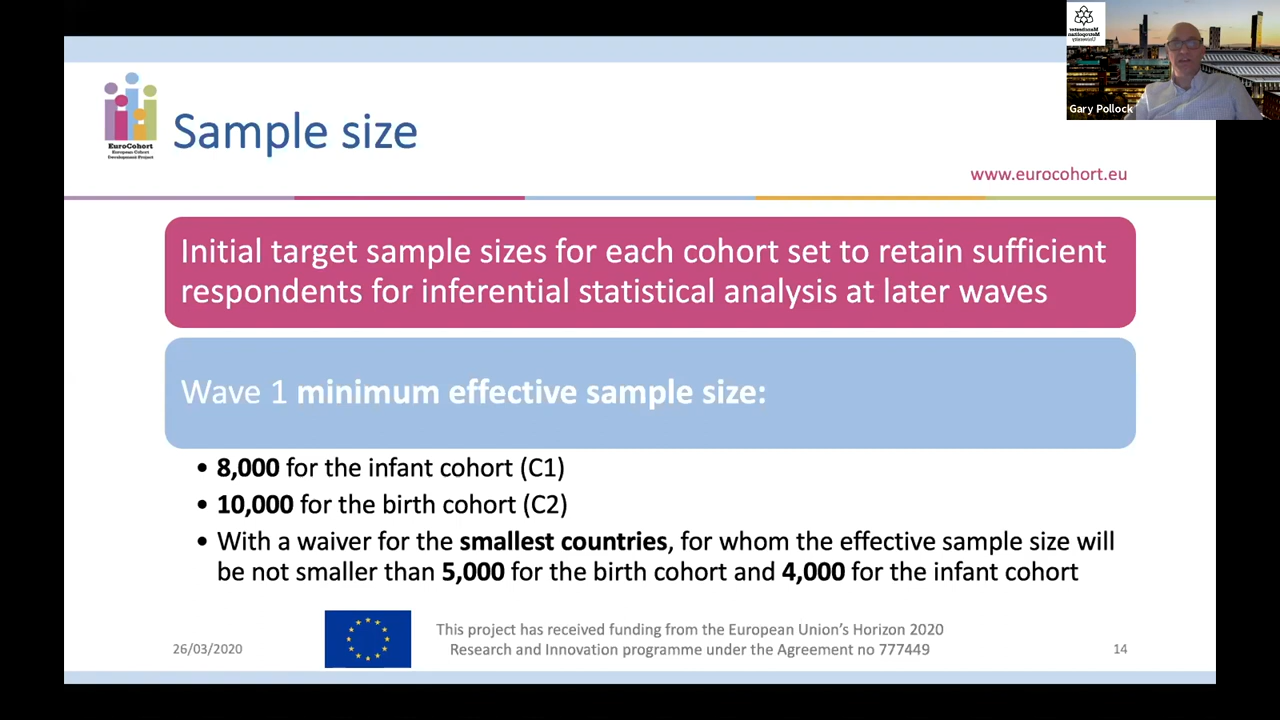 Manchester
Metropolitan
University
Gary Pollock
EuroCohort
European Cohort
Development Project
Sample size
www.eurocohort.eu
Initial target sample sizes for each cohort set to retain sufficient
respondents for inferential statistical analysis at later waves
Wave 1 minimum effective sample size:
• 8,000 for the infant cohort (C1)
• 10,000 for the birth cohort (C2)
• With a waiver for the smallest countries, for whom the effective sample size will
be not smaller than 5,000 for the birth cohort and 4,000 for the infant cohort
This project has received funding from the European Union's Horizon 2020
Research and Innovation programme under the Agreement no 777449
26/03/2020
14